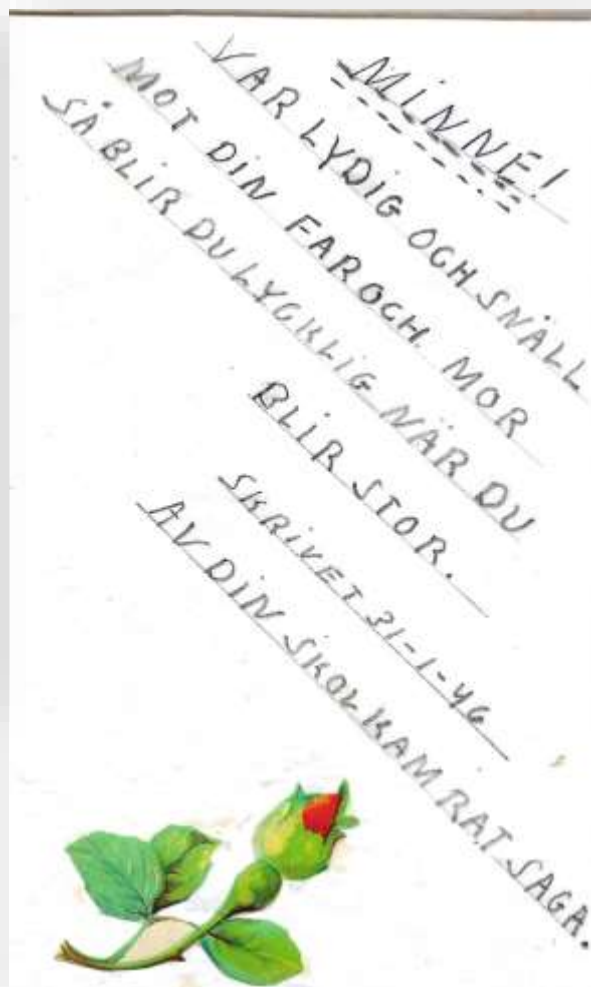 MINNE!
VAR LYDIG OCH SNÄLL
MOT DIN FAR OCH MOR
SÅ BLIR DU LYCKLIG NÄR DU
BLIR STOR.
SKRIVET 31-1-46
AV DIN SKOLKAMRAT SAGA.